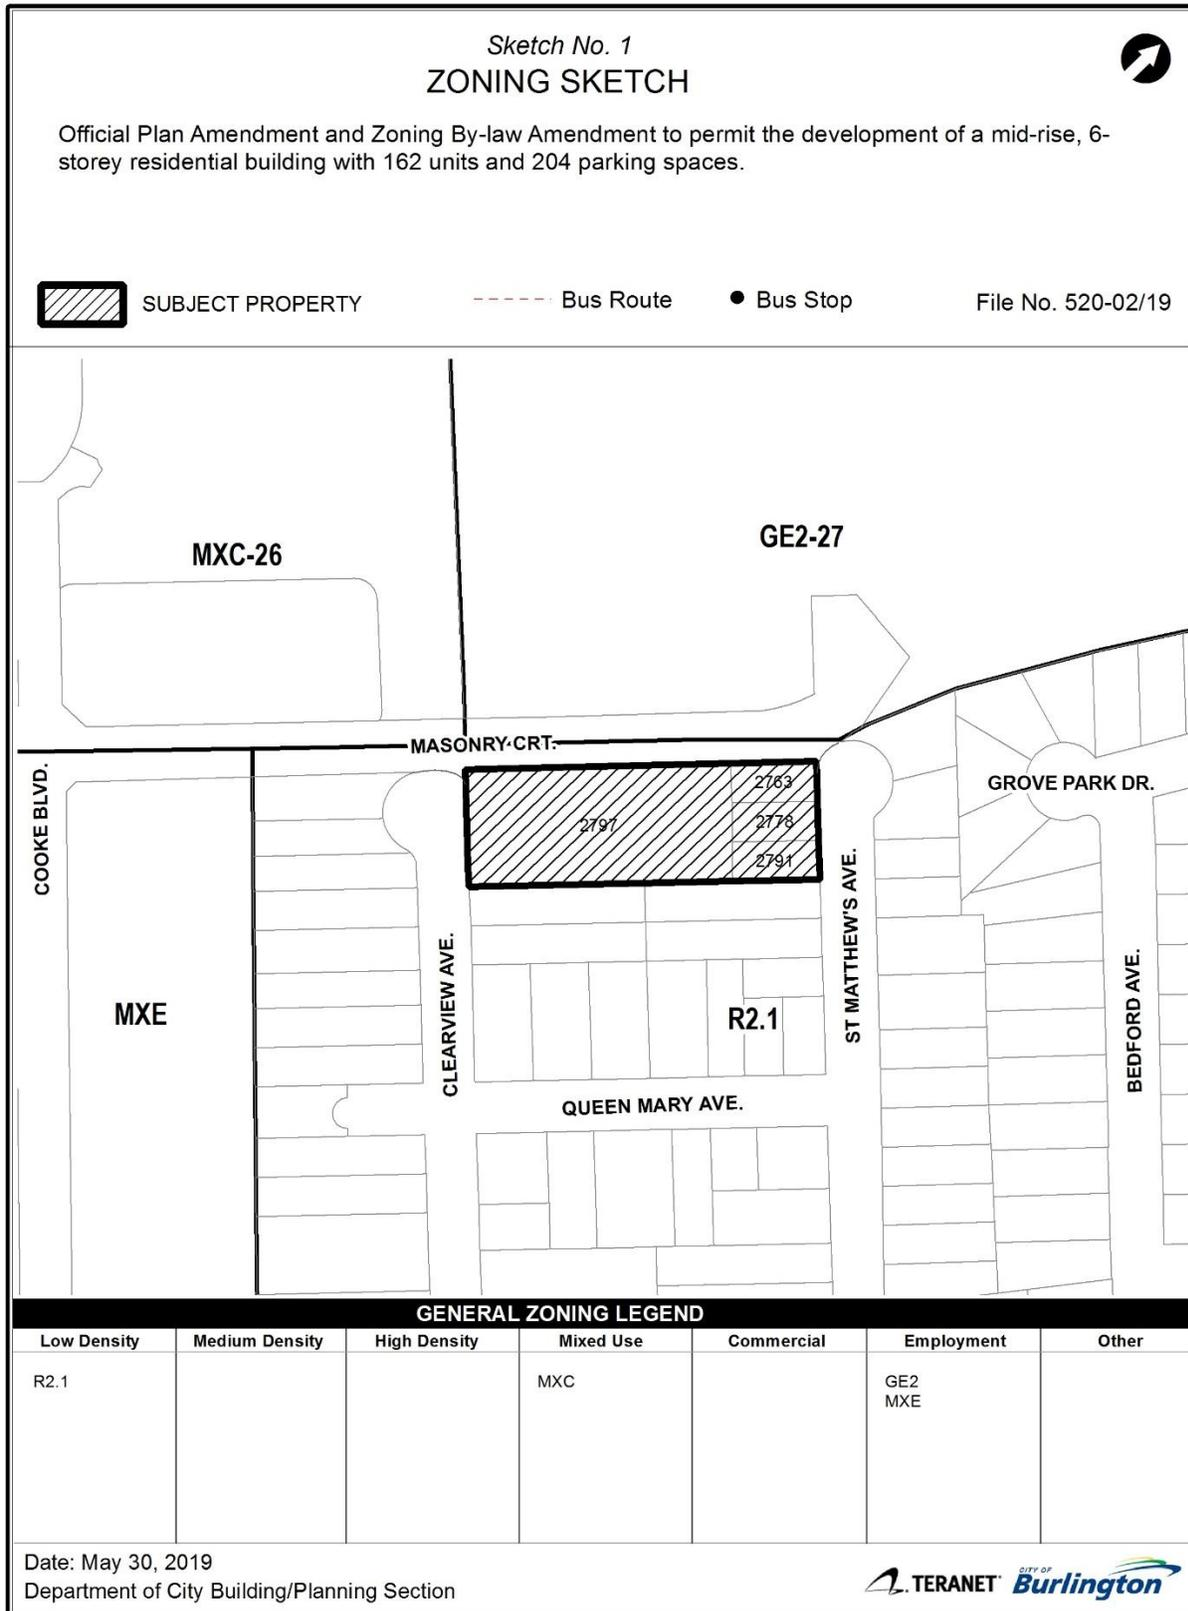 Sketch No. 1
ZONING SKETCH
Official Plan Amendment and Zoning By-law Amendment to permit the development of a mid-rise, 6-
storey residential building with 162 units and 204 parking spaces.
SUBJECT PROPERTY
Bus Route
Bus Stop
File No. 520-02/19
MXC-26
GE2-27
MASONRY CRT.
COOKE BLVD.
2763
2778
2797
2791
GROVE PARK DR.
CLEARVIEW AVE.
ST MATTHEW'S AVE.
BEDFORD AVE.
MXE
R2.1
QUEEN MARY AVE.
GENERAL ZONING LEGEND
Low Density
Medium Density
High Density
Mixed Use
Commercial
Employment
Other
R2.1
MXC
GE2
MXE
Date: May 30, 2019
Department of City Building/Planning Section
TERANET
CITY OF
Burlington